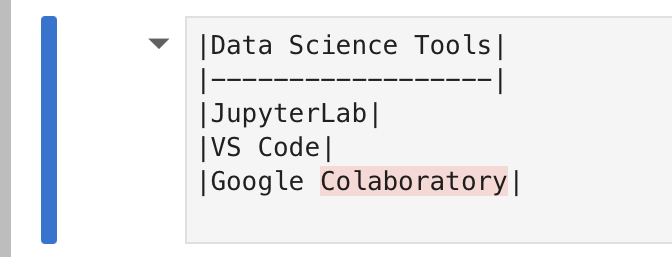 |Data Science Tools|
|------------------|
|JupyterLab|
|VS Code|
|Google Colaboratory|